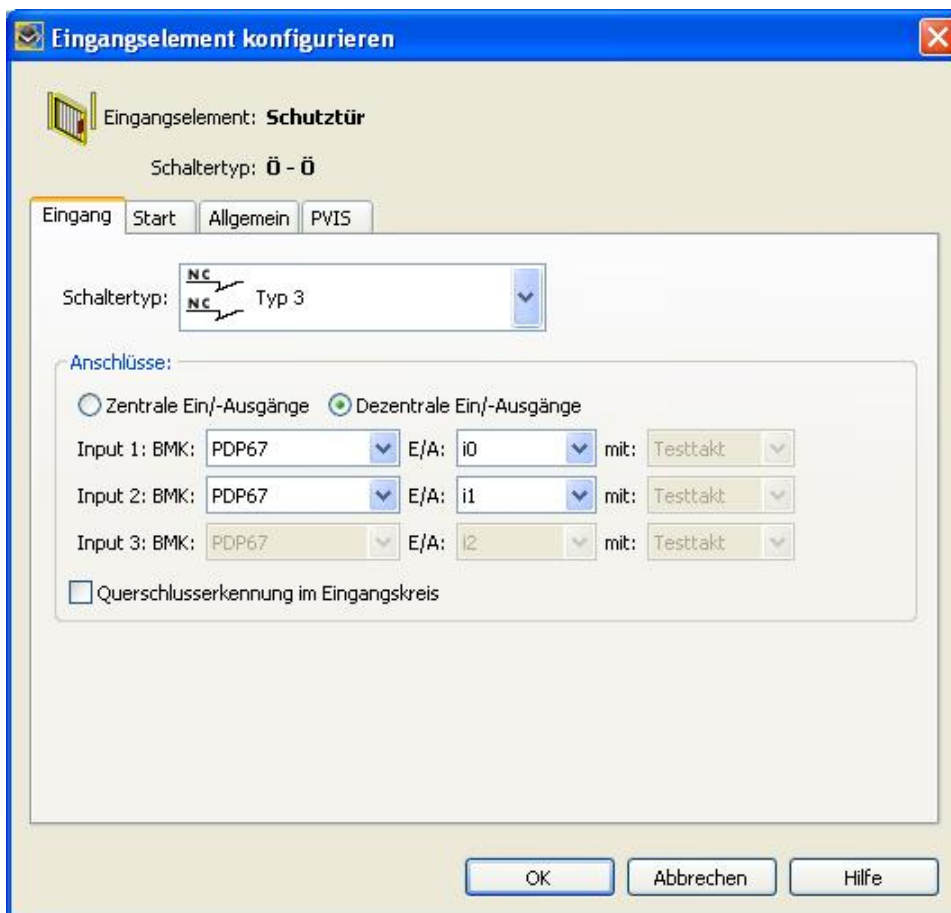 Eingangselement konfigurieren
Eingangselement: Schutztür
Schaltertyp: Ö - Ö
Eingang Start Allgemein PVIS
Schaltertyp: NC NC Typ 3
Anschlüsse:
Zentrale Ein/-Ausgänge Dezentrale Ein/-Ausgänge
Input 1: BMK: PDP67 E/A: i0 mit: Testtakt
Input 2: BMK: PDP67 E/A: i1 mit: Testtakt
Input 3: BMK: PDP67 E/A: i2 mit: Testtakt
Querschlusserkennung im Eingangskreis
OK Abbrechen Hilfe